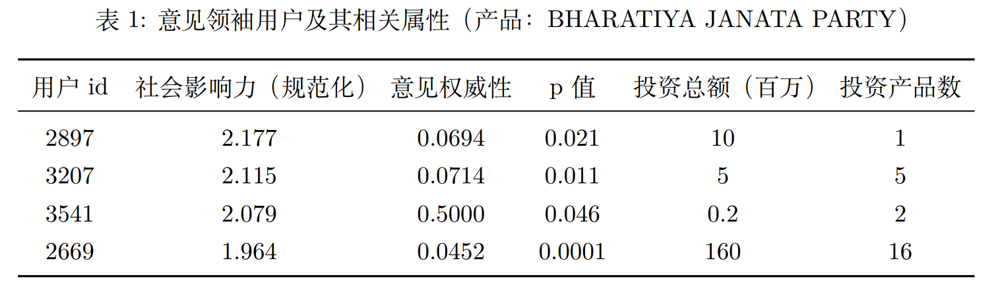 表 1: 意见领袖用户及其相关属性（产品：BHARATIYA JANATA PARTY）
用户 id 社会影响力（规范化） 意见权威性 p 值 投资总额（百万） 投资产品数
2897 2.177 0.0694 0.021 10 1
3207 2.115 0.0714 0.011 5 5
3541 2.079 0.5000 0.046 0.2 2
2669 1.964 0.0452 0.0001 160 16